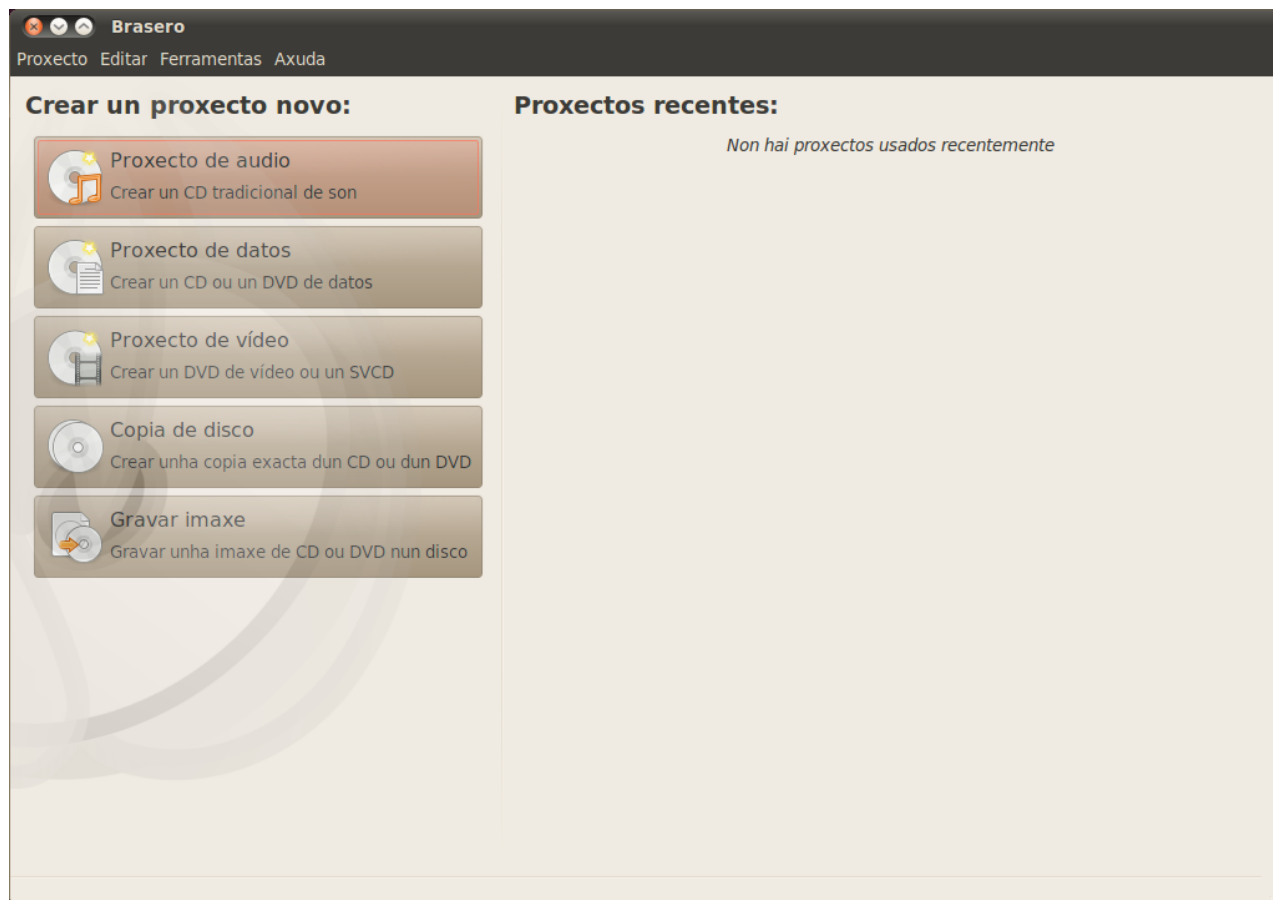 Brasero
Proxecto Editar Ferramentas Axuda
Crear un proxecto novo:
Proxecto de audio
Crear un CD tradicional de son
Proxecto de datos
Crear un CD ou un DVD de datos
Proxecto de vídeo
Crear un DVD de vídeo ou un SVCD
Copia de disco
Crear unha copia exacta dun CD ou dun DVD
Gravar imaxe
Gravar unha imaxe de CD ou DVD nun disco
Proxectos recentes:
Non hai proxectos usados recentemente